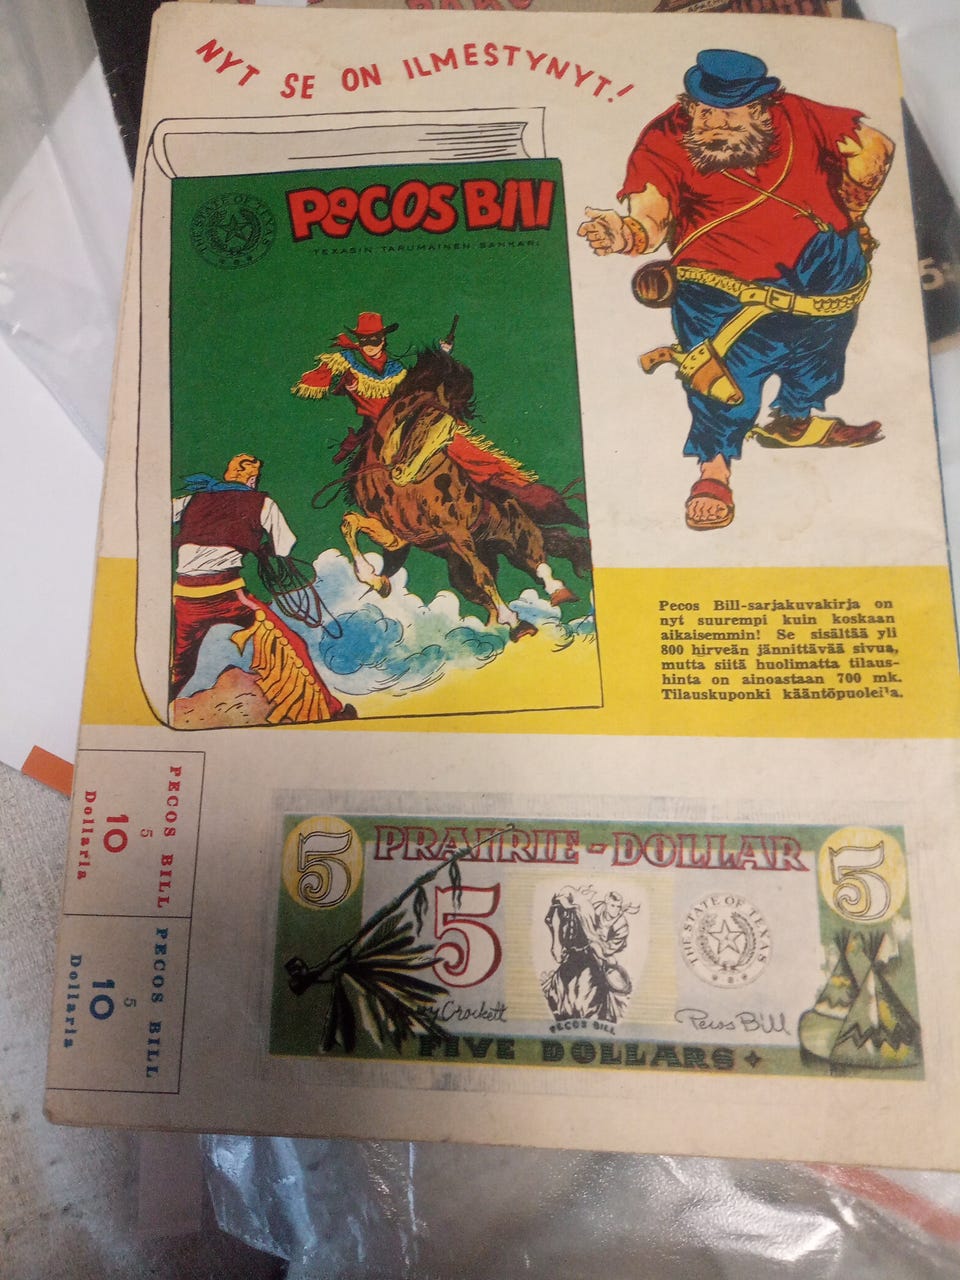 NYT SE ON ILMESTYNYT!
THE STATE OF TEXAS
PECOS BILL
TEXASIN TARUMAINEN SANKARI
Pecos Bill-sarjakuvakirja on
nyt suurempi kuin koskaan
aikaisemmin! Se sisältää yli
800 hirveän jännittävää sivua,
mutta siitä huolimatta tilaus-
hinta on ainoastaan 700 mk.
Tilauskuponki kääntöpuolel'a.
PECOS BILL
5
10
Dollaria
PECOS BILL
5
10
Dollaria
5 PRAIRIE-DOLLAR 5
5
THE STATE OF TEXAS
y Crockett
PECOS BILL
Pecos Bill
FIVE DOLLARS